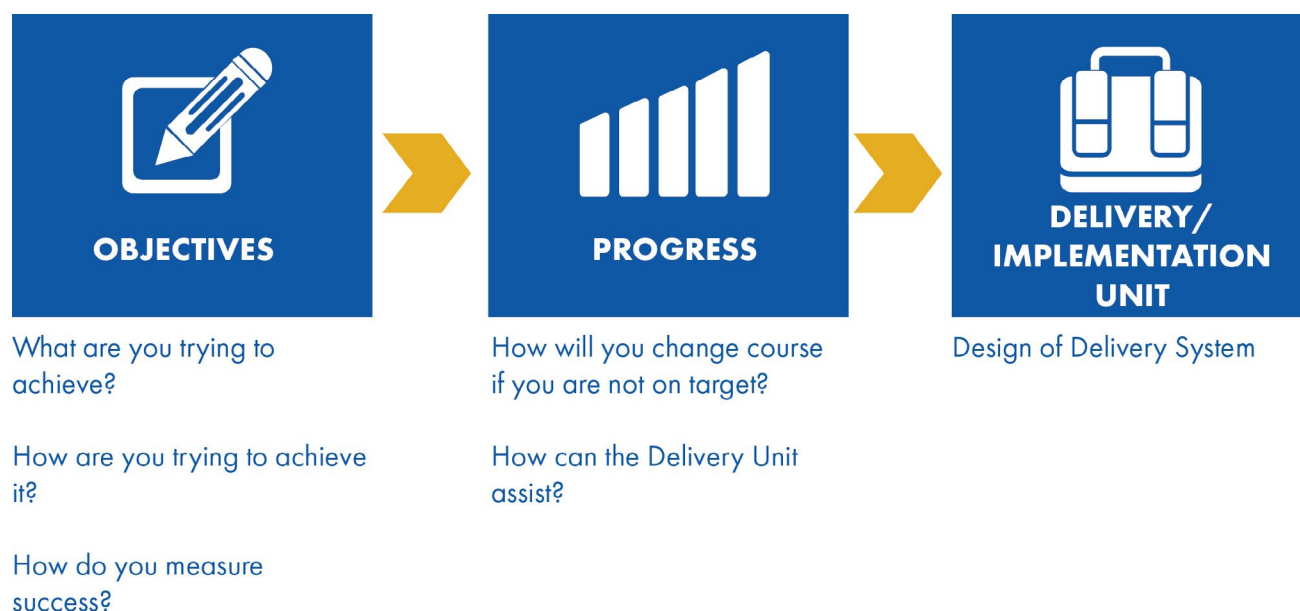 OBJECTIVES
What are you trying to
achieve?
How are you trying to achieve
it?
How do you measure
success?
PROGRESS
How will you change course
if you are not on target?
How can the Delivery Unit
assist?
DELIVERY/
IMPLEMENTATION
UNIT
Design of Delivery System